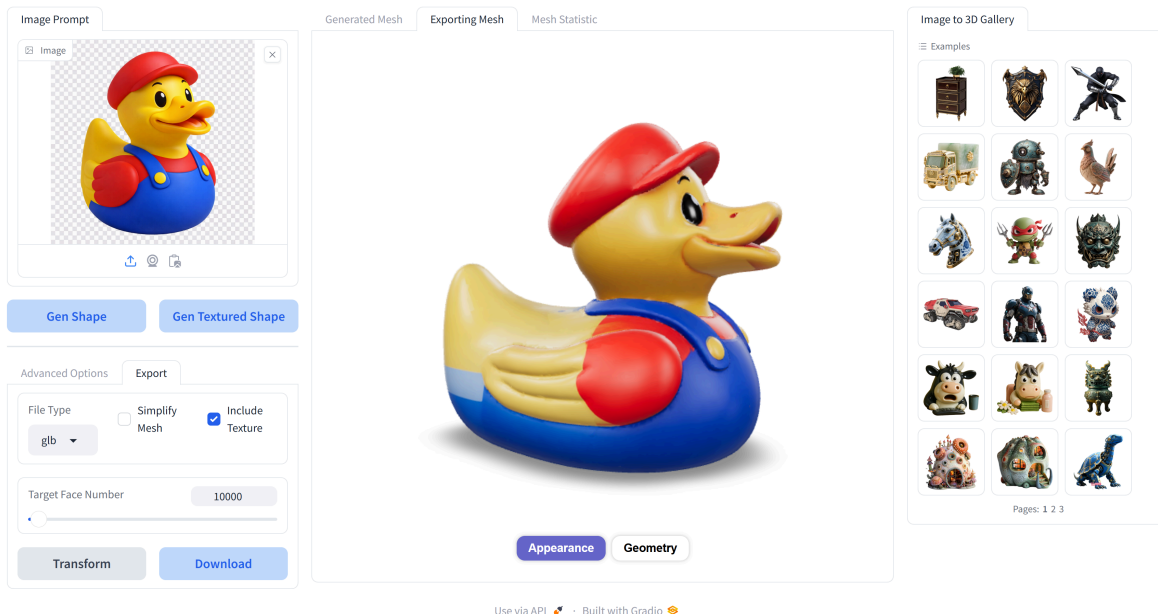 Image Prompt
Image
Gen Shape
Gen Textured Shape
Advanced Options
Export
File Type
glb
Simplify
Mesh
Include
Texture
Target Face Number
10000
Transform
Download
Generated Mesh
Exporting Mesh
Mesh Statistic
Appearance
Geometry
Image to 3D Gallery
Examples
Pages: 1 2 3
Use via API · Built with Gradio